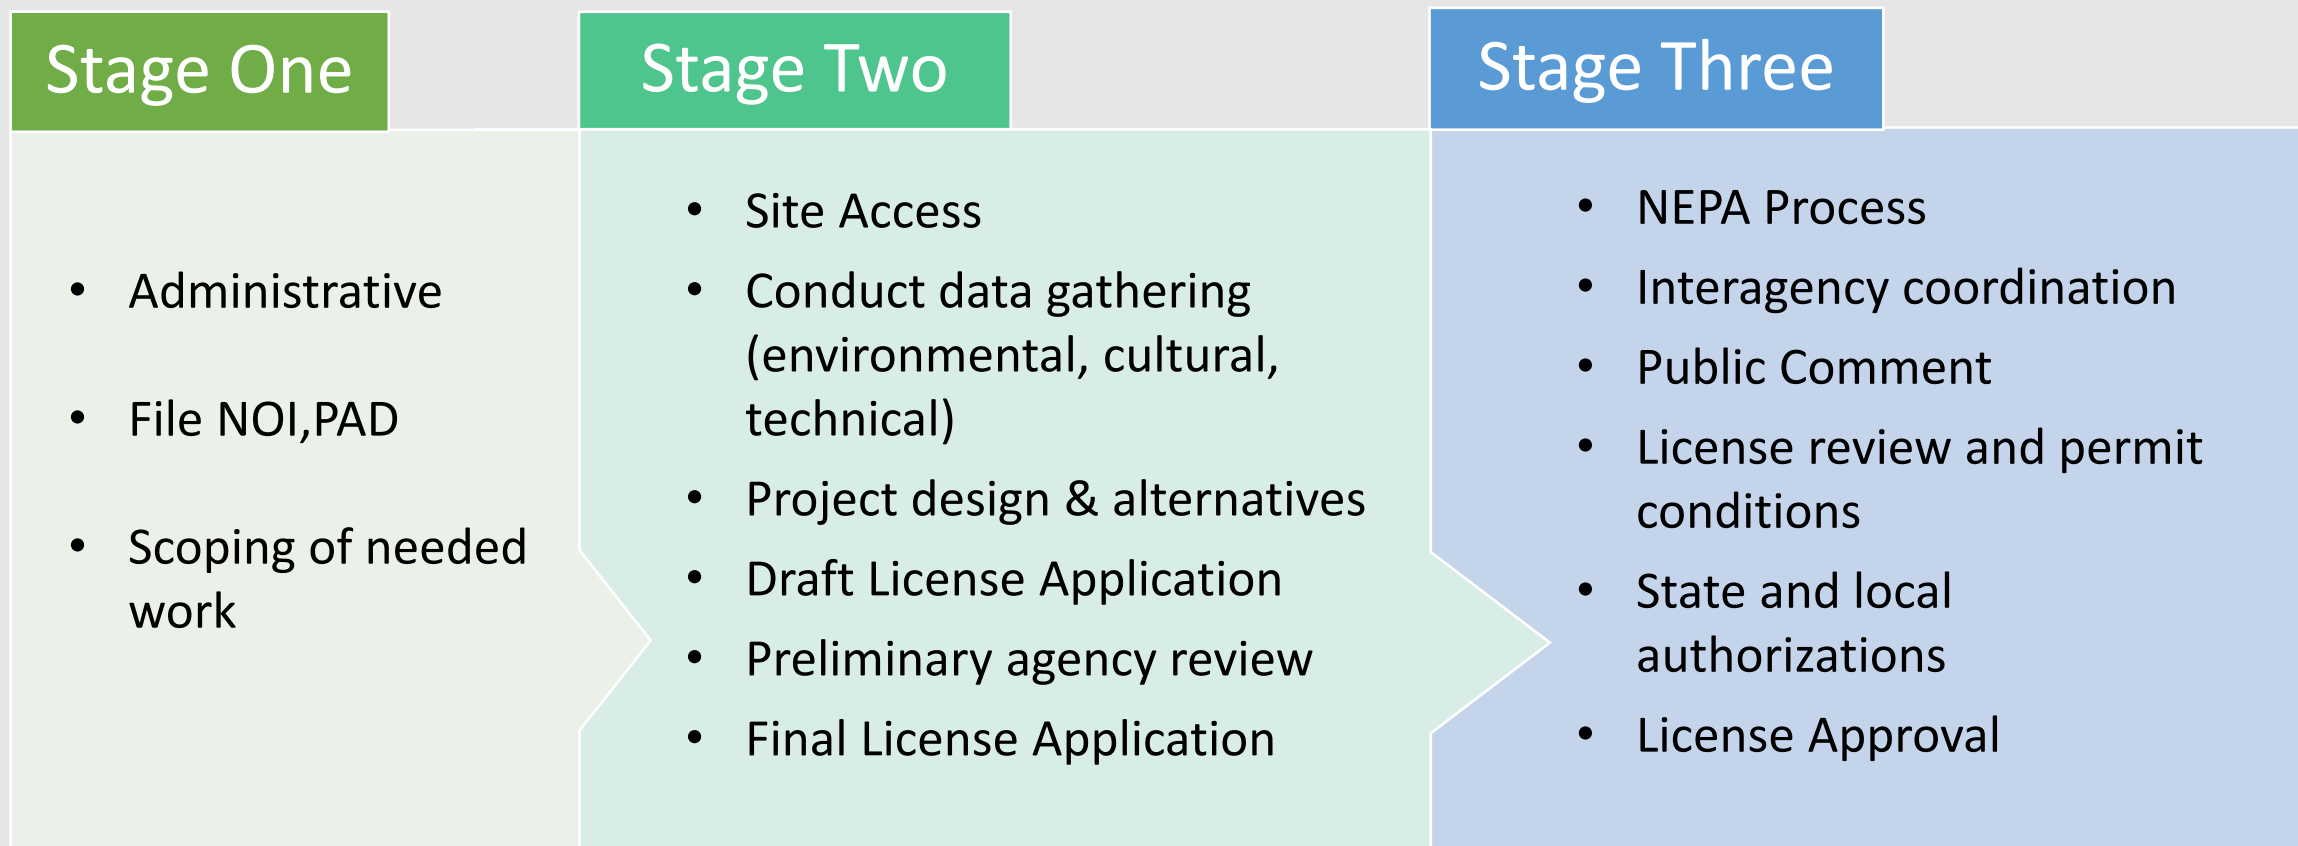 Stage One
• Administrative
• File NOI,PAD
• Scoping of needed
work
Stage Two
• Site Access
• Conduct data gathering
(environmental, cultural,
technical)
• Project design & alternatives
• Draft License Application
• Preliminary agency review
• Final License Application
Stage Three
• NEPA Process
• Interagency coordination
• Public Comment
• License review and permit
conditions
• State and local
authorizations
• License Approval